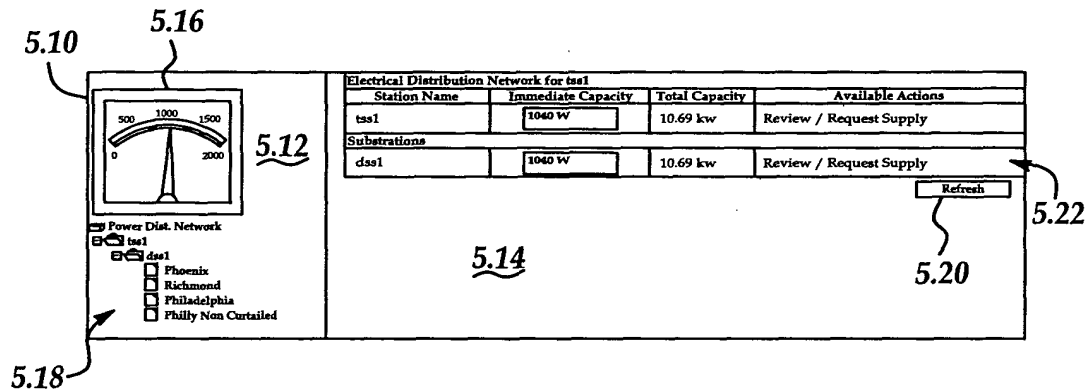 5.16
5.10
Electrical Distribution Network for tss1
Station Name Immediate Capacity Total Capacity Available Actions
tss1 1040 W 10.69 kw Review / Request Supply
Substrations
dss1 1040 W 10.69 kw Review / Request Supply
Refresh
5.22
5.20
5.14
500 1000 1500
0 2000
5.12
Power Dist. Network
tss1
dss1
Phoenix
Richmond
Philadelphia
Philly Non Curtailed
5.18